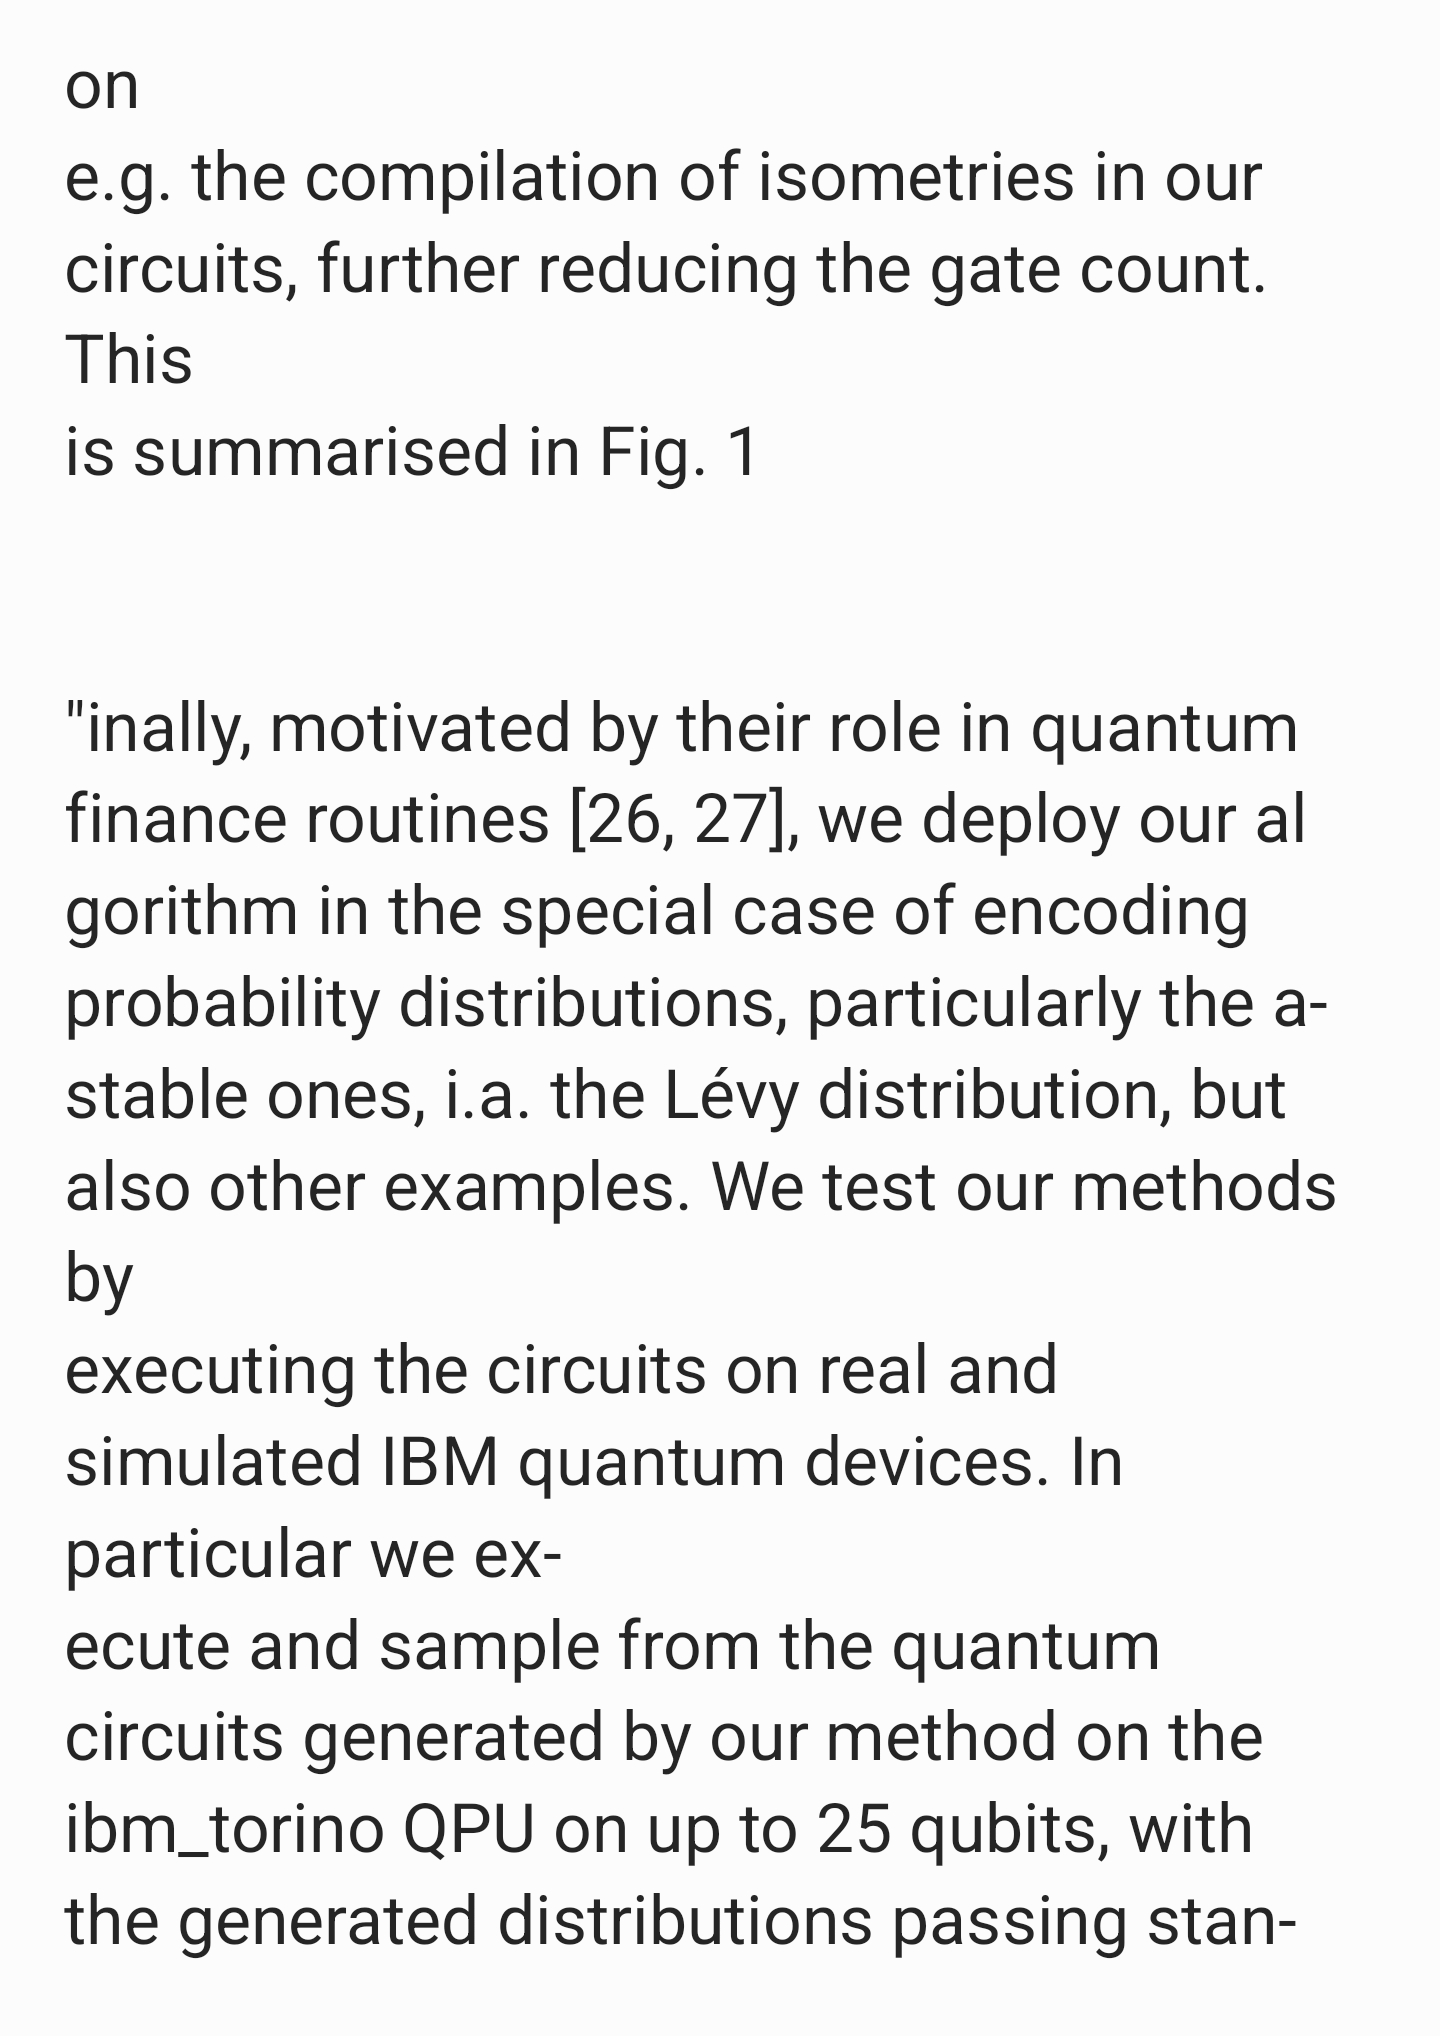 on
e.g. the compilation of isometries in our
circuits, further reducing the gate count.
This
is summarised in Fig. 1
"inally, motivated by their role in quantum
finance routines [26, 27], we deploy our al
gorithm in the special case of encoding
probability distributions, particularly the a-
stable ones, i.a. the Lévy distribution, but
also other examples. We test our methods
by
executing the circuits on real and
simulated IBM quantum devices. In
particular we ex-
ecute and sample from the quantum
circuits generated by our method on the
ibm_torino QPU on up to 25 qubits, with
the generated distributions passing stan-